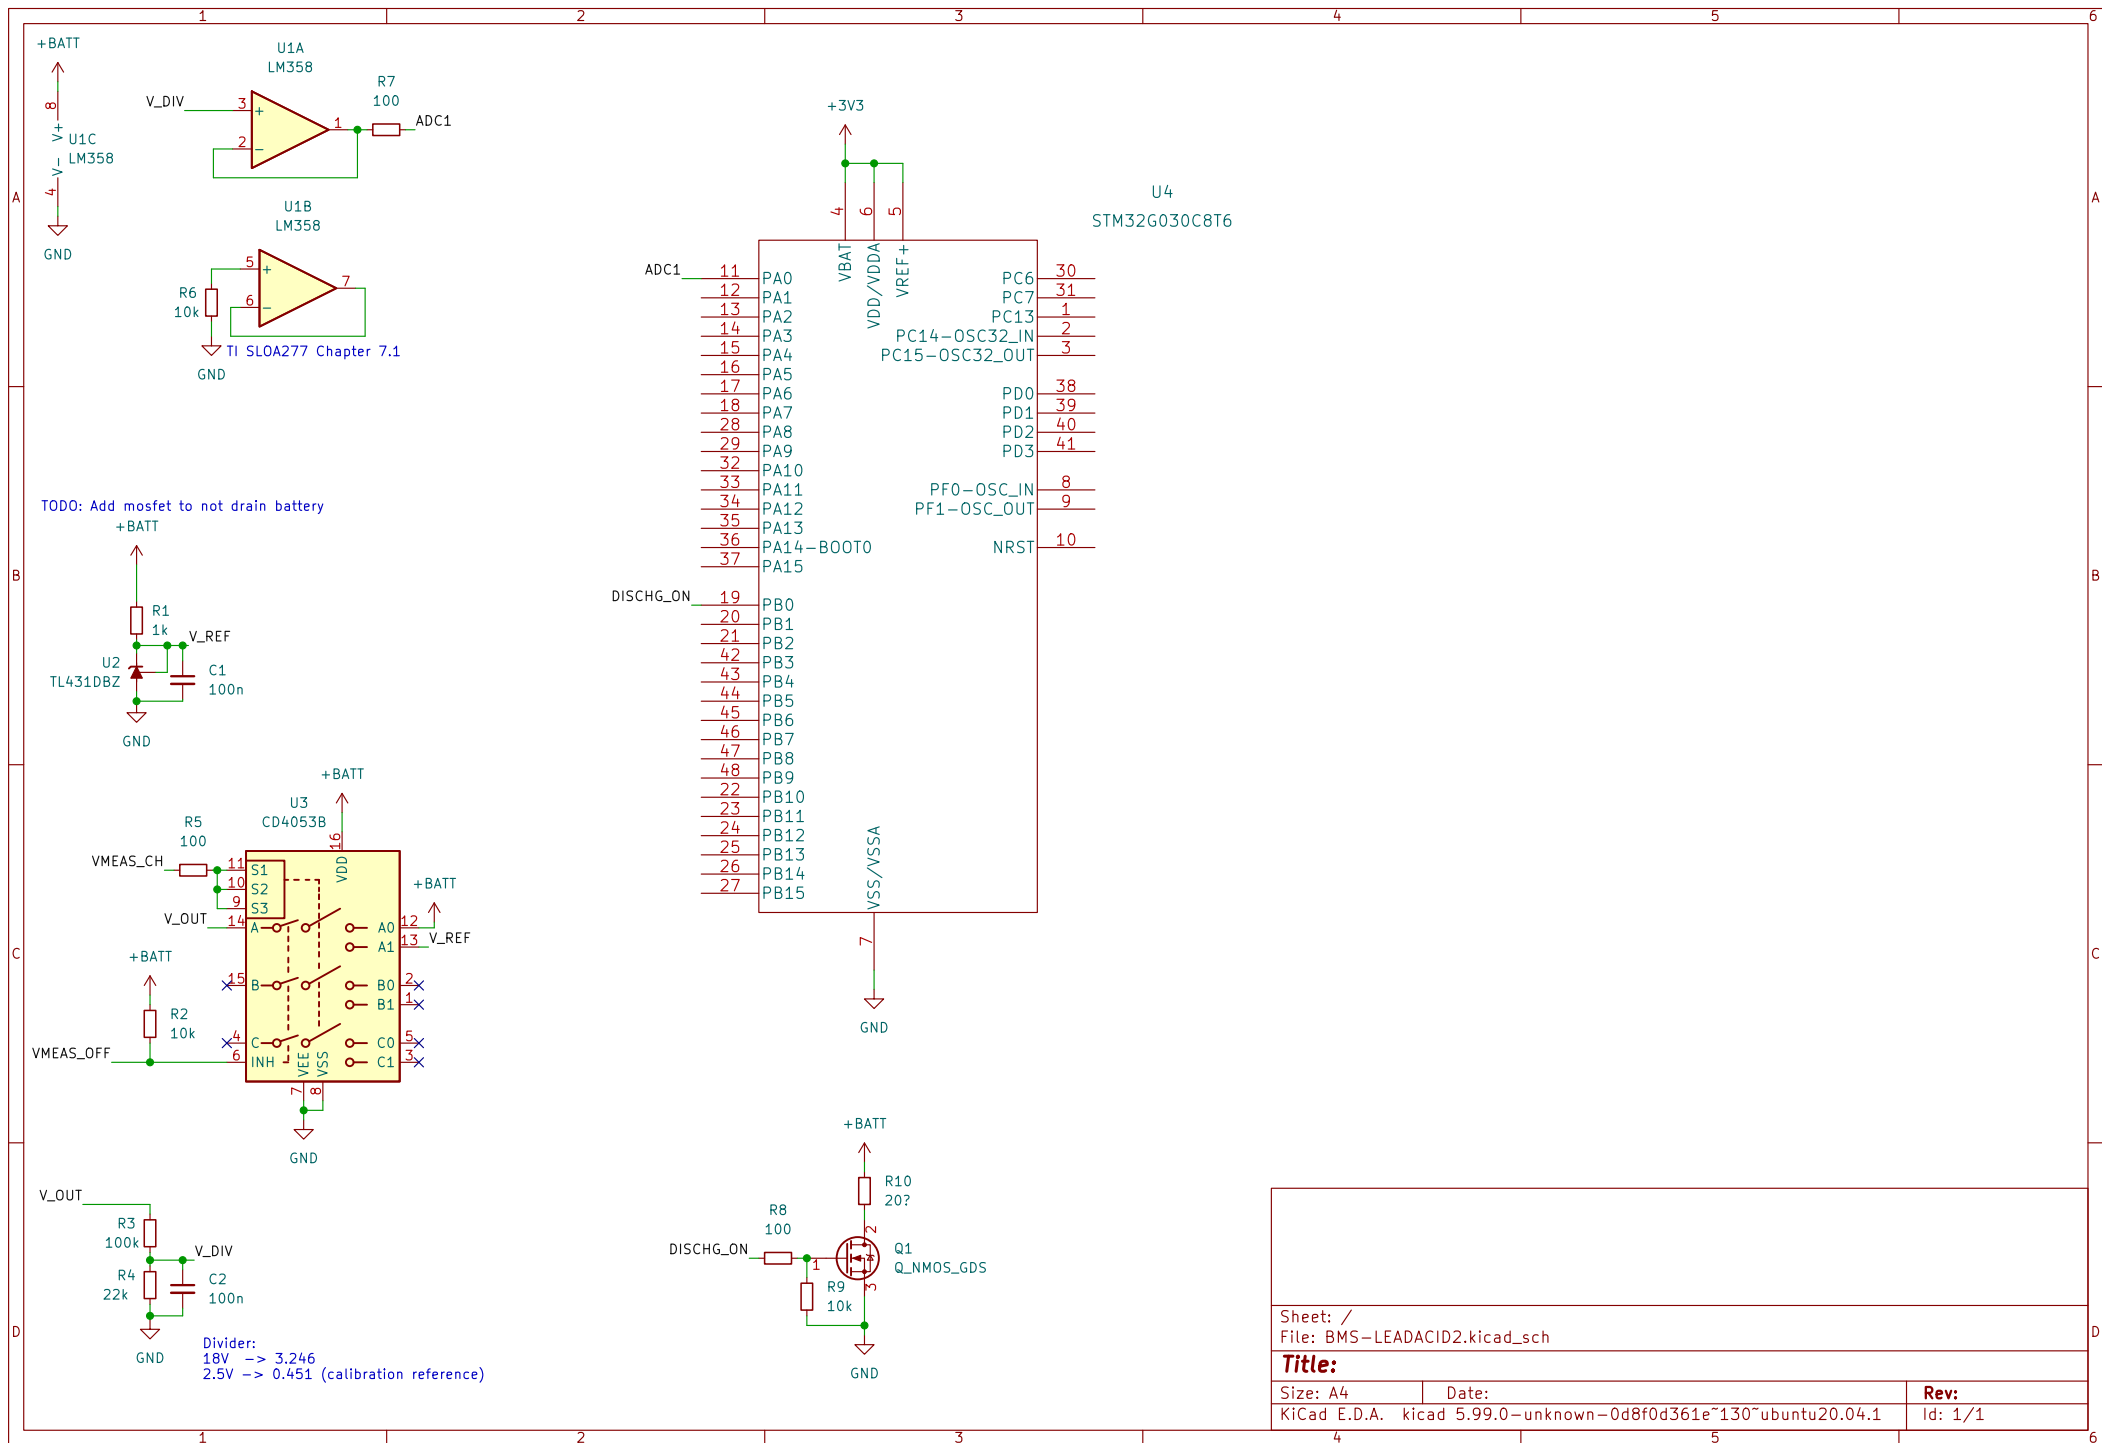 1 2 3 4 5 6
A
B
C
D
A
B
C
D
1 2 3 4 5 6
+BATT
8
V+
U1C
LM358
V-
4
GND
U1A
LM358
V_DIV
3
+
2
-
1
R7
100
ADC1
U1B
LM358
5
+
6
-
7
R6
10k
GND
TI SLOA277 Chapter 7.1
TODO: Add mosfet to not drain battery
+BATT
R1
1k
V_REF
U2
TL431DBZ
C1
100n
GND
+BATT
U3
CD4053B
R5
100
VMEAS_CH
16
VDD
11 S1
10 S2
9 S3
V_OUT
14 A
A0 12
+BATT
A1 13
V_REF
+BATT
15 B
B0 2
B1 1
R2
10k
4 C
C0 5
VMEAS_OFF
6 INH
C1 3
VEE
VSS
7
8
GND
V_OUT
R3
100k
V_DIV
R4
22k
C2
100n
GND
Divider:
18V  -> 3.246
2.5V -> 0.451 (calibration reference)
+3V3
U4
STM32G030C8T6
4
6
5
VBAT
VDD/VDDA
VREF+
ADC1
11 PA0
12 PA1
13 PA2
14 PA3
15 PA4
16 PA5
17 PA6
18 PA7
28 PA8
29 PA9
32 PA10
33 PA11
34 PA12
35 PA13
36 PA14-BOOT0
37 PA15
DISCHG_ON
19 PB0
20 PB1
21 PB2
42 PB3
43 PB4
44 PB5
45 PB6
46 PB7
47 PB8
48 PB9
22 PB10
23 PB11
24 PB12
25 PB13
26 PB14
27 PB15
PC6 30
PC7 31
PC13 1
PC14-OSC32_IN 2
PC15-OSC32_OUT 3
PD0 38
PD1 39
PD2 40
PD3 41
PF0-OSC_IN 8
PF1-OSC_OUT 9
NRST 10
VSS/VSSA
7
GND
+BATT
R10
20?
R8
100
2
DISCHG_ON
1
Q1
Q_NMOS_GDS
3
R9
10k
GND
Sheet: /
File: BMS-LEADACID2.kicad_sch
Title:
Size: A4 Date: Rev:
KiCad E.D.A.  kicad 5.99.0-unknown-0d8f0d361e~130~ubuntu20.04.1 Id: 1/1